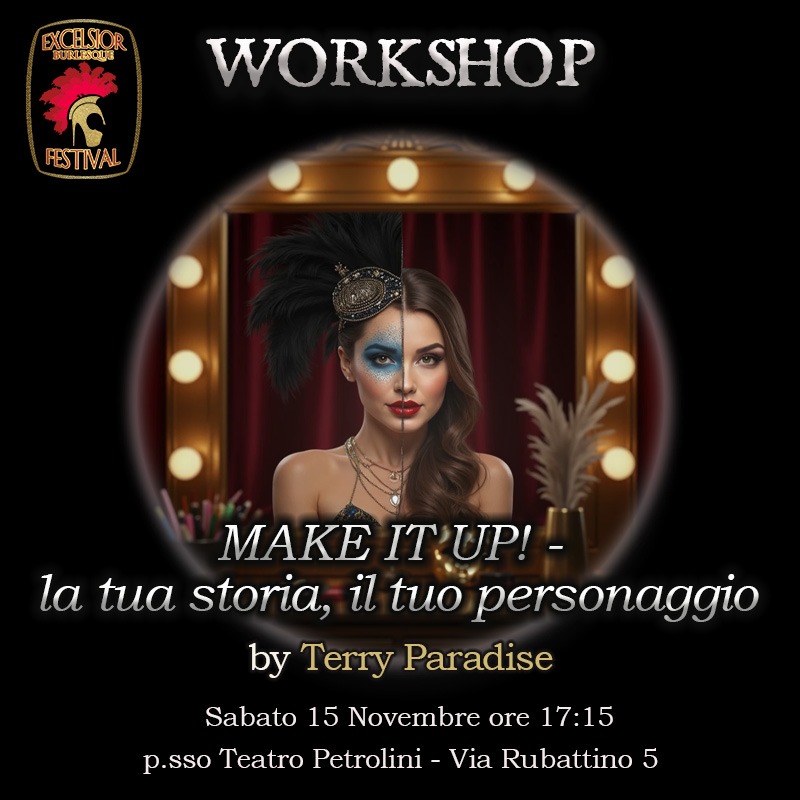 EXCELSIOR
BURLESQUE
FESTIVAL
WORKSHOP
MAKE IT UP! -
la tua storia, il tuo personaggio
by Terry Paradise
Sabato 15 Novembre ore 17:15
p.sso Teatro Petrolini - Via Rubattino 5